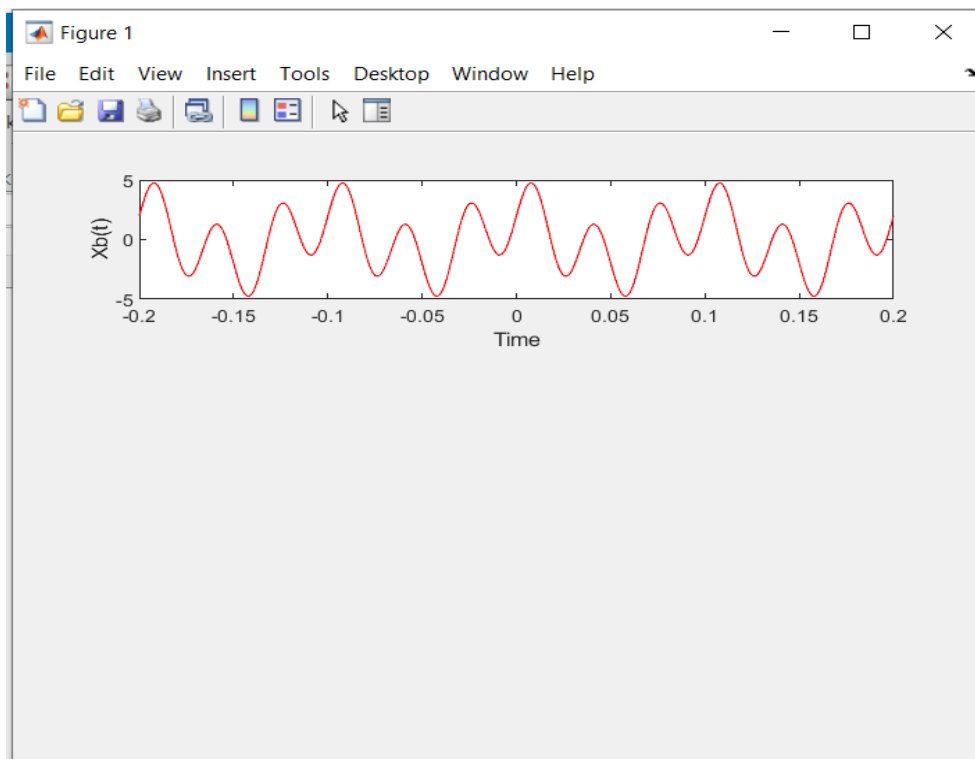 Figure 1
File Edit View Insert Tools Desktop Window Help
5
0
-5
Xb(t)
-0.2 -0.15 -0.1 -0.05 0 0.05 0.1 0.15 0.2
Time